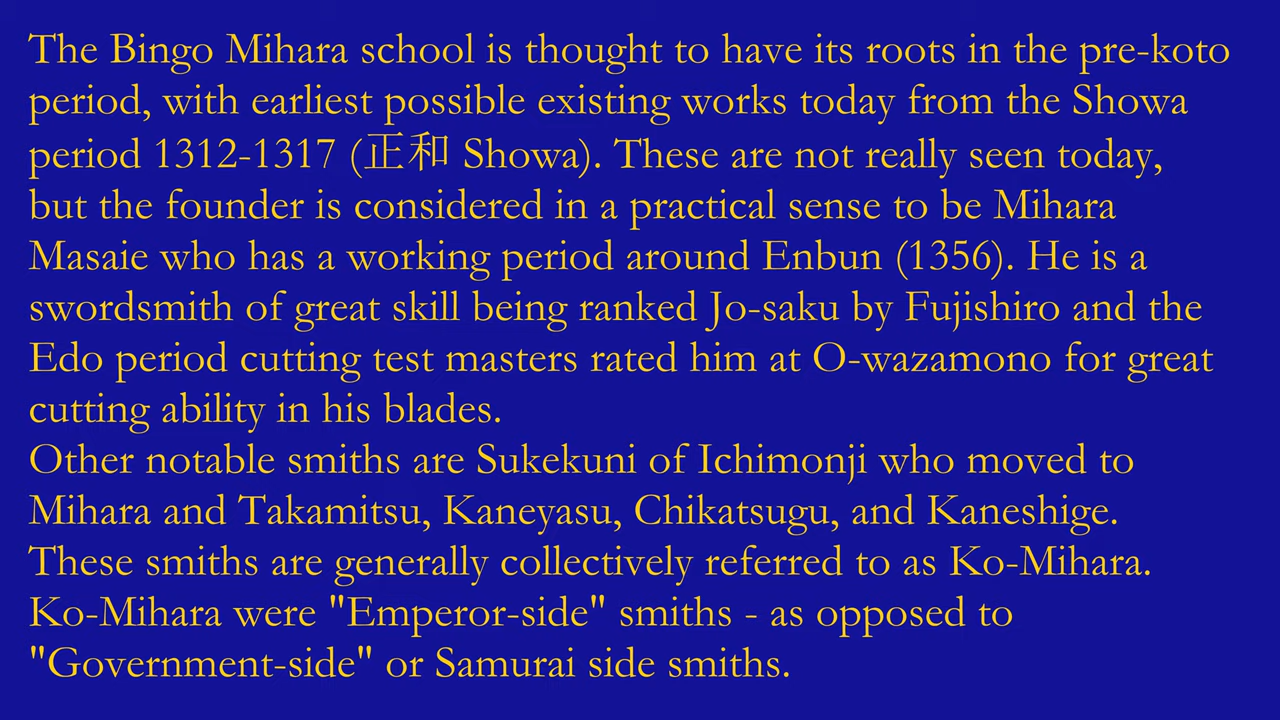 The Bingo Mihara school is thought to have its roots in the pre-koto
period, with earliest possible existing works today from the Showa
period 1312-1317 (正和 Showa). These are not really seen today,
but the founder is considered in a practical sense to be Mihara
Masaie who has a working period around Enbun (1356). He is a
swordsmith of great skill being ranked Jo-saku by Fujishiro and the
Edo period cutting test masters rated him at O-wazamono for great
cutting ability in his blades.
Other notable smiths are Sukekuni of Ichimonji who moved to
Mihara and Takamitsu, Kaneyasu, Chikatsugu, and Kaneshige.
These smiths are generally collectively referred to as Ko-Mihara.
Ko-Mihara were "Emperor-side" smiths - as opposed to
"Government-side" or Samurai side smiths.